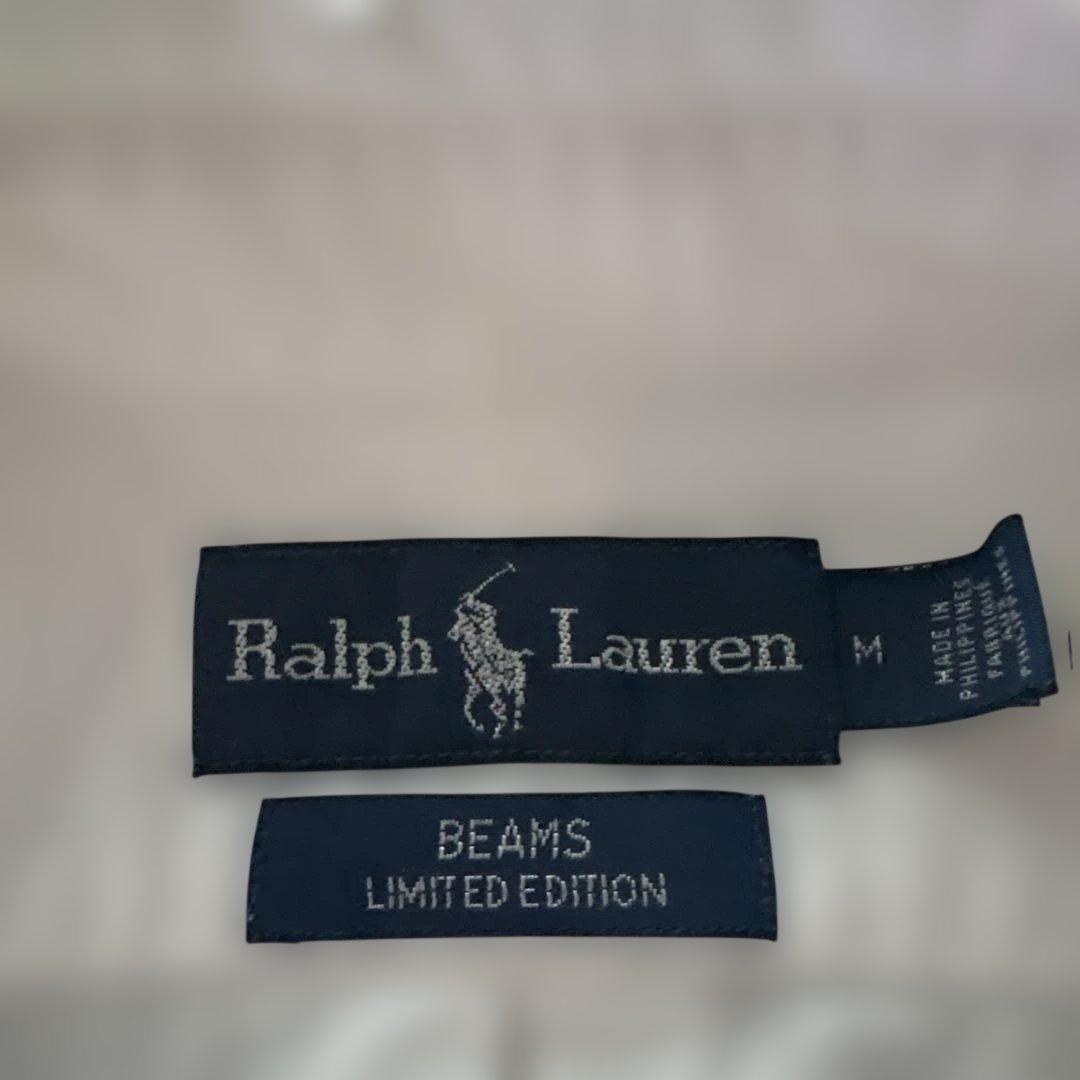 Ralph Lauren
M
MADE IN
PHILIPPINES
BEAMS
LIMITED EDITION